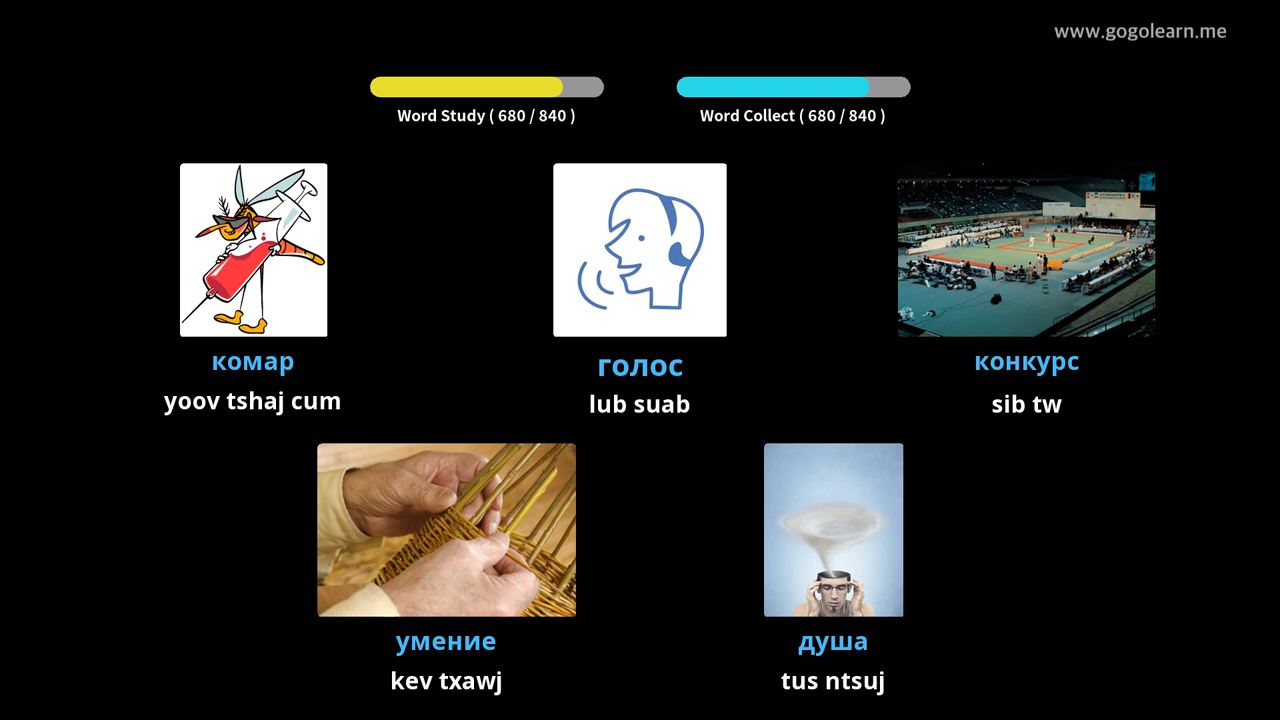 www.gogolearn.me
Word Study ( 680 / 840 )
Word Collect ( 680 / 840 )
комар
yoov tshaj cum
голос
lub suab
конкурс
sib tw
умение
kev txawj
душа
tus ntsuj